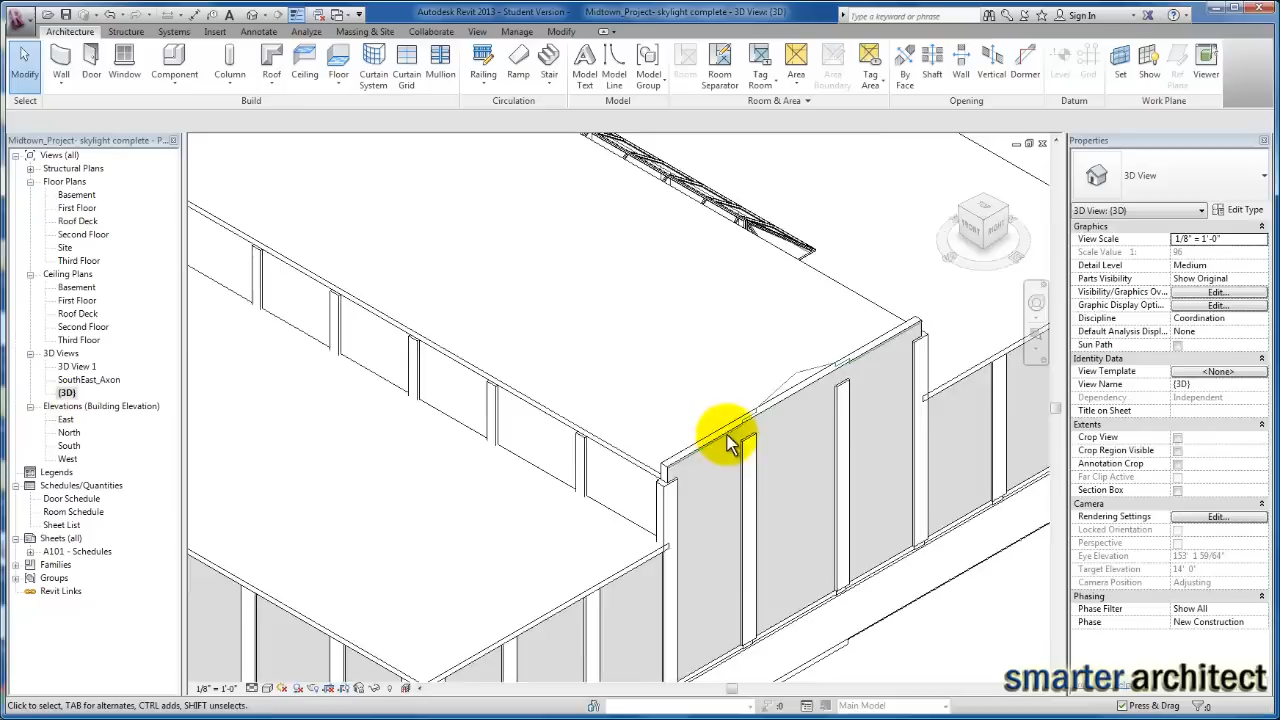 Autodesk Revit 2013 - Student Version - Midtown_Project- skylight complete - 3D View: {3D}
Type a keyword or phrase
Sign In
Architecture Structure Systems Insert Annotate Analyze Massing & Site Collaborate View Manage Modify
Modify Wall Door Window Component Column Roof Ceiling Floor Curtain System Curtain Grid Mullion Railing Ramp Stair Model Text Model Line Model Group Room Room Separator Tag Room Area Area Boundary Tag Area By Face Shaft Wall Vertical Dormer Level Grid Set Show Ref Plane Viewer
Select Build Circulation Model Room & Area Opening Datum Work Plane
Midtown_Project- skylight complete - P...
Views (all)
Structural Plans
Floor Plans
Basement
First Floor
Roof Deck
Second Floor
Site
Third Floor
Ceiling Plans
Basement
First Floor
Roof Deck
Second Floor
Third Floor
3D Views
3D View 1
SouthEast_Axon
{3D}
Elevations (Building Elevation)
East
North
South
West
Legends
Schedules/Quantities
Door Schedule
Room Schedule
Sheet List
Sheets (all)
A101 - Schedules
Families
Groups
Revit Links
FRONT RIGHT
Properties
3D View
3D View: {3D} Edit Type
Graphics
View Scale 1/8" = 1'-0"
Scale Value 1: 96
Detail Level Medium
Parts Visibility Show Original
Visibility/Graphics Ov... Edit...
Graphic Display Opti... Edit...
Discipline Coordination
Default Analysis Displ... None
Sun Path
Identity Data
View Template <None>
View Name {3D}
Dependency Independent
Title on Sheet
Extents
Crop View
Crop Region Visible
Annotation Crop
Far Clip Active
Section Box
Camera
Rendering Settings Edit...
Locked Orientation
Perspective
Eye Elevation 153' 1 59/64"
Target Elevation 14' 0"
Camera Position Adjusting
Phasing
Phase Filter Show All
Phase New Construction
smarter architect
1/8" = 1'-0"
Click to select, TAB for alternates, CTRL adds, SHIFT unselects.
:0 Main Model Press & Drag :0